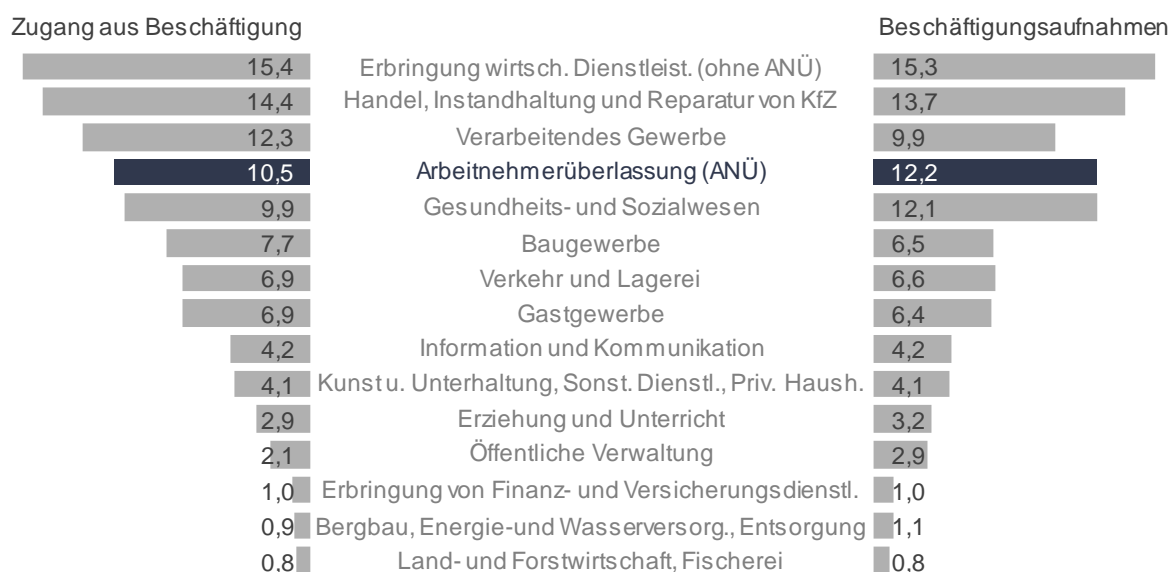 Zugang aus Beschäftigung Beschäftigungsaufnahmen
15,4 Erbringung wirtsch. Dienstleist. (ohne ANÜ) 15,3
14,4 Handel, Instandhaltung und Reparatur von KfZ 13,7
12,3 Verarbeitendes Gewerbe 9,9
10,5 Arbeitnehmerüberlassung (ANÜ) 12,2
9,9 Gesundheits- und Sozialwesen 12,1
7,7 Baugewerbe 6,5
6,9 Verkehr und Lagerei 6,6
6,9 Gastgewerbe 6,4
4,2 Information und Kommunikation 4,2
4,1 Kunst u. Unterhaltung, Sonst. Dienstl., Priv. Haush. 4,1
2,9 Erziehung und Unterricht 3,2
2,1 Öffentliche Verwaltung 2,9
1,0 Erbringung von Finanz- und Versicherungsdienstl. 1,0
0,9 Bergbau, Energie-und Wasserversorg., Entsorgung 1,1
0,8 Land- und Forstwirtschaft, Fischerei 0,8